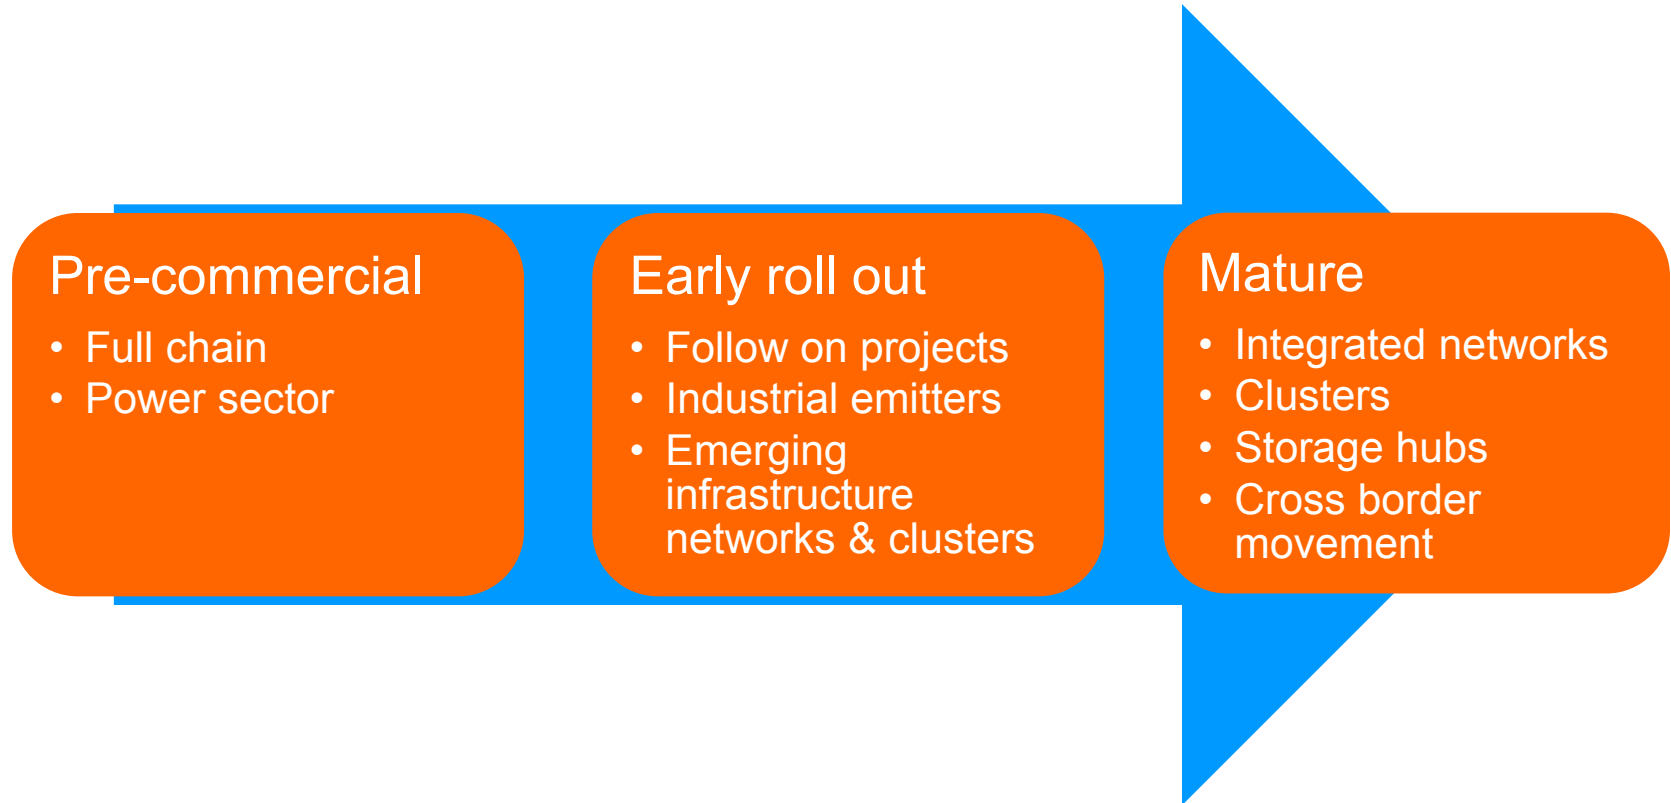 Pre-commercial
• Full chain
• Power sector
Early roll out
• Follow on projects
• Industrial emitters
• Emerging
infrastructure
networks & clusters
Mature
• Integrated networks
• Clusters
• Storage hubs
• Cross border
movement